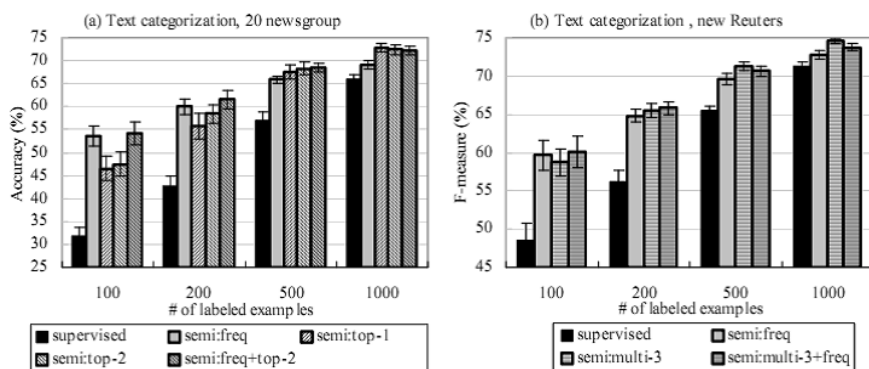 (a) Text categorization, 20 newsgroup
75
70
65
60
55
50
45
40
35
30
25
Accuracy (%)
100 200 500 1000
# of labeled examples
supervised semi:freq semi:top-1
semi:top-2 semi:freq+top-2
(b) Text categorization , new Reuters
75
70
65
60
55
50
45
F-measure (%)
100 200 500 1000
# of labeled examples
supervised semi:freq
semi:multi-3 semi:multi-3+freq